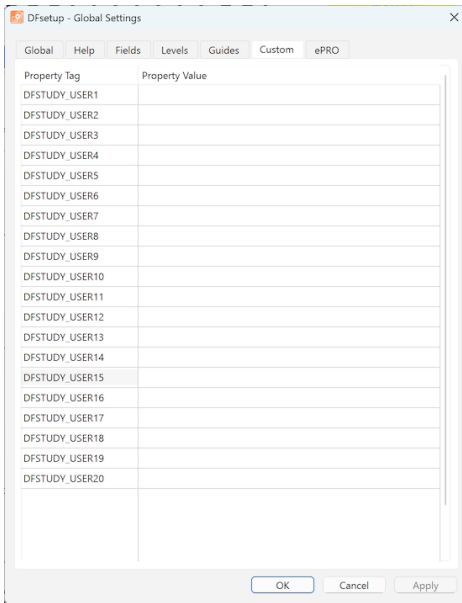 DFsetup - Global Settings
Global Help Fields Levels Guides Custom ePRO
Property Tag Property Value
DFSTUDY_USER1
DFSTUDY_USER2
DFSTUDY_USER3
DFSTUDY_USER4
DFSTUDY_USER5
DFSTUDY_USER6
DFSTUDY_USER7
DFSTUDY_USER8
DFSTUDY_USER9
DFSTUDY_USER10
DFSTUDY_USER11
DFSTUDY_USER12
DFSTUDY_USER13
DFSTUDY_USER14
DFSTUDY_USER15
DFSTUDY_USER16
DFSTUDY_USER17
DFSTUDY_USER18
DFSTUDY_USER19
DFSTUDY_USER20
OK Cancel Apply